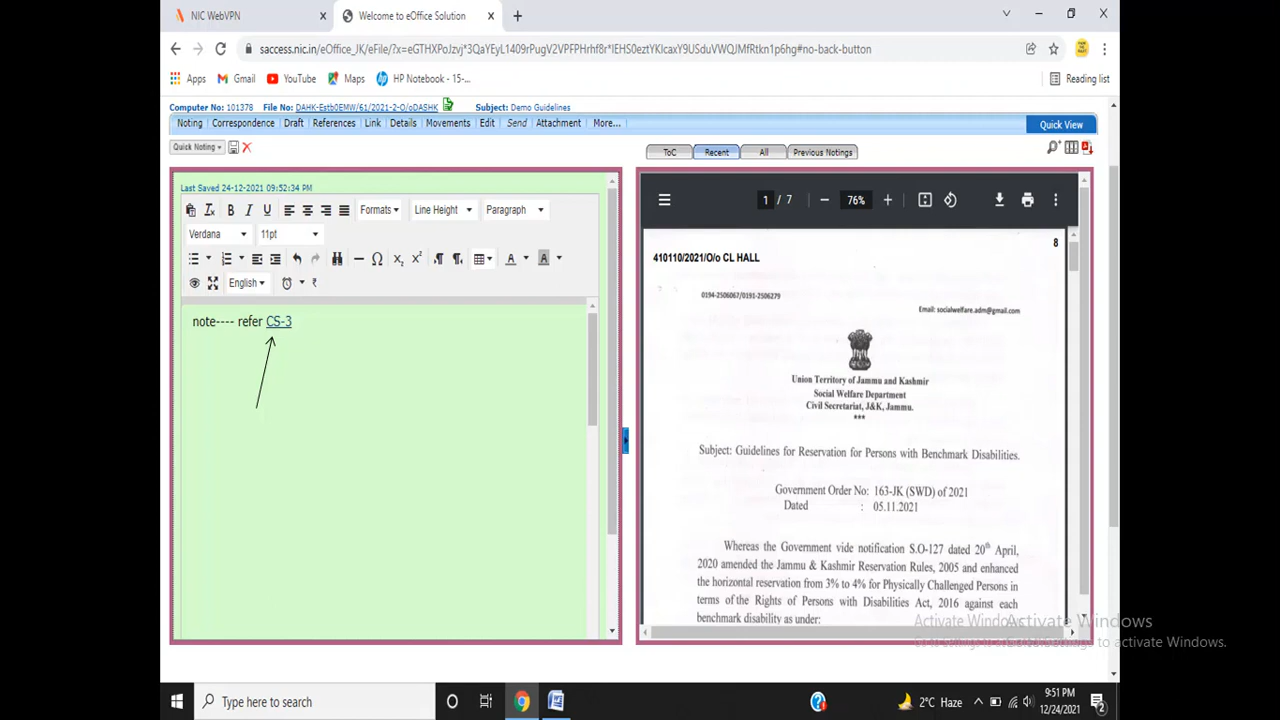 NIC WebVPN
Welcome to eOffice Solution
saccess.nic.in/eOffice_JK/eFile/?x=eGTHXPoJzvj*3QaYEyL1409rPugV2VPFPHrhf8r*lEHS0eztYKIcaxY9USduVWQJMfRtkn1p6hg#no-back-button
Apps Gmail YouTube Maps HP Notebook - 15-... Reading list
Computer No: 101378 File No: DAHK-Estb0EMW/61/2021-2-O/oDASHK Subject: Demo Guidelines
Noting Correspondence Draft References Link Details Movements Edit Send Attachment More... Quick View
Quick Noting
ToC Recent All Previous Notings
Last Saved 24-12-2021 09:52:34 PM
B I U Formats Line Height Paragraph
Verdana 11pt
English ₹
note---- refer CS-3
1 / 7 76%
8
410110/2021/O/o CL HALL
0194-2506067/0191-2506279
Email: socialwelfare.adm@gmail.com
Union Territory of Jammu and Kashmir
Social Welfare Department
Civil Secretariat, J&K, Jammu.
***
Subject: Guidelines for Reservation for Persons with Benchmark Disabilities.
Government Order No: 163-JK (SWD) of 2021
Dated : 05.11.2021
Whereas the Government vide notification S.O-127 dated 20th April,
2020 amended the Jammu & Kashmir Reservation Rules, 2005 and enhanced
the horizontal reservation from 3% to 4% for Physically Challenged Persons in
terms of the Rights of Persons with Disabilities Act, 2016 against each
benchmark disability as under:
Activate Windows
to activate Windows.
Type here to search
2°C Haze
9:51 PM
12/24/2021
2